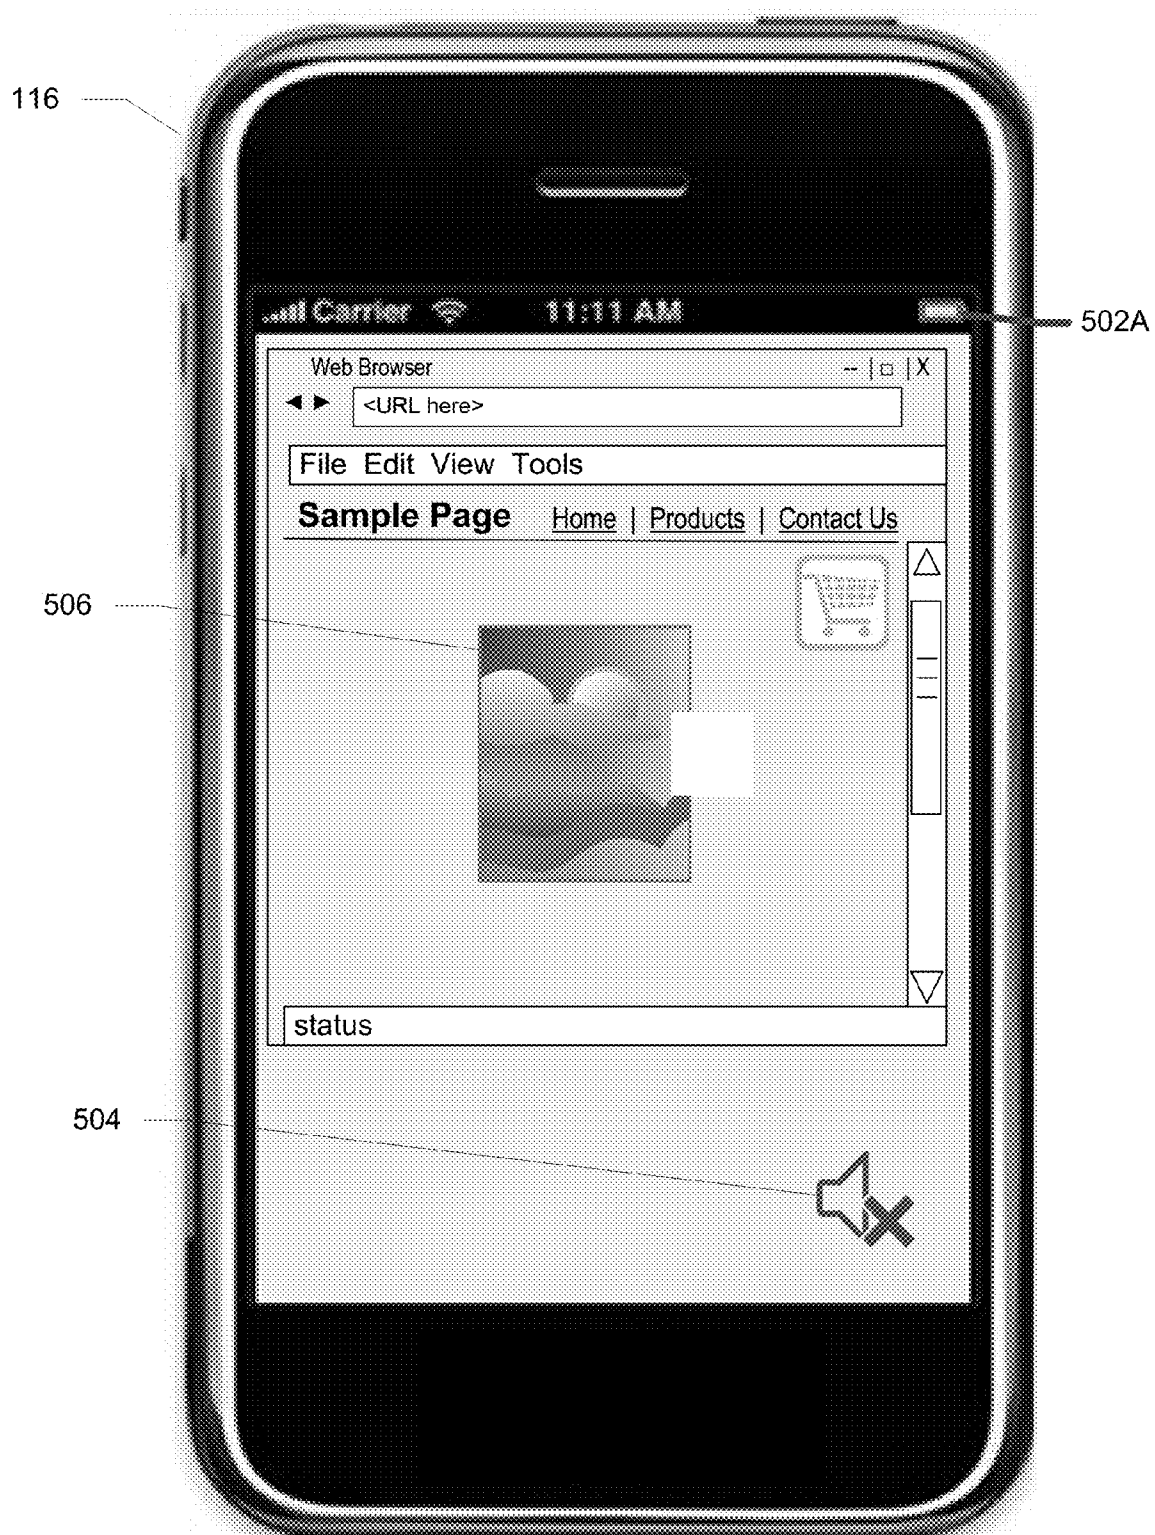 116
Carrier 11:11 AM
502A
Web Browser -- | □ | X
<URL here>
File Edit View Tools
Sample Page Home | Products | Contact Us
506
status
504